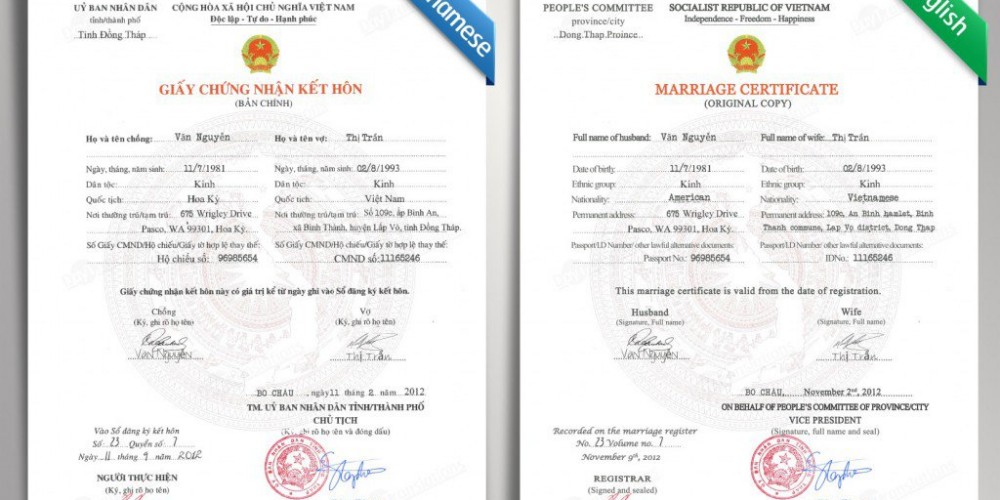 ỦY BAN NHÂN DÂN
tỉnh/thành phố
Tỉnh Đồng Tháp
CỘNG HÒA XÃ HỘI CHỦ NGHĨA VIỆT NAM
Độc lập - Tự do - Hạnh phúc
GIẤY CHỨNG NHẬN KẾT HÔN
(BẢN CHÍNH)
Họ và tên chồng: Văn Nguyễn Họ và tên vợ: Thị Trần
Ngày, tháng, năm sinh: 11/7/1981 Ngày, tháng, năm sinh: 02/8/1993
Dân tộc: Kinh Dân tộc: Kinh
Quốc tịch: Hoa Kỳ Quốc tịch: Việt Nam
Nơi thường trú/tạm trú: 675 Wrigley Drive Nơi thường trú/tạm trú: Số 109c, ấp Bình An,
Pasco, WA 99301, Hoa Kỳ. xã Bình Thành, huyện Lấp Vò, tỉnh Đồng Tháp.
Số Giấy CMND/Hộ chiếu/Giấy tờ hợp lệ thay thế: Số Giấy CMND/Hộ chiếu/Giấy tờ hợp lệ thay thế:
Hộ chiếu số: 96985654 CMND số: 11165246
Giấy chứng nhận kết hôn này có giá trị kể từ ngày ghi vào Sổ đăng ký kết hôn.
Chồng Vợ
(Ký, ghi rõ họ tên) (Ký, ghi rõ họ tên)
Văn Nguyễn Thị Trần
BO CHAU, ngày 11 tháng 2 năm 2012
TM. UỶ BAN NHÂN DÂN TỈNH/THÀNH PHỐ
CHỦ TỊCH
(Ký, ghi rõ họ tên và đóng dấu)
Vào Sổ đăng ký kết hôn
Số 23 Quyển số 7
Ngày 11 tháng 9 năm 2012
NGƯỜI THỰC HIỆN
(Ký, ghi rõ họ tên)
PEOPLE'S COMMITTEE
province/city
Dong Thap Proince
SOCIALIST REPUBLIC OF VIETNAM
Independence - Freedom - Happiness
MARRIAGE CERTIFICATE
(ORIGINAL COPY)
Full name of husband: Văn Nguyễn Full name of wife: Thị Trần
Date of birth: 11/7/1981 Date of birth: 02/8/1993
Ethnic group: Kinh Ethnic group: Kinh
Nationality: American Nationality: Vietnamese
Permanent address: 675 Wrigley Drive Permanent address: 109c, An Binh hamlet, Binh
Pasco, WA 99301, Hoa Kỳ. Thanh commune, Lap Vo district, Dong Thap
Passport/I.D Number/ other lawful alternative documents: Passport/I.D Number/ other lawful alternative documents:
Passport No.: 96985654 IDNo.: 11165246
This marriage certificate is valid from the date of registration.
Husband Wife
(Signature, Full name) (Signature, Full name)
Văn Nguyễn Thị Trần
BO CHAU, November 2nd, 2012
ON BEHALF OF PEOPLE'S COMMITTEE OF PROVINCE/CITY
VICE PRESIDENT
(Signature, full name and seal)
Recorded on the marriage register
No. 23 Volume no. 7
November 9th, 2012
REGISTRAR
(Signed and sealed)